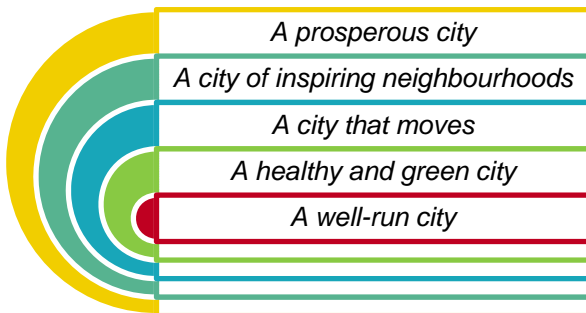 A prosperous city
A city of inspiring neighbourhoods
A city that moves
A healthy and green city
A well-run city